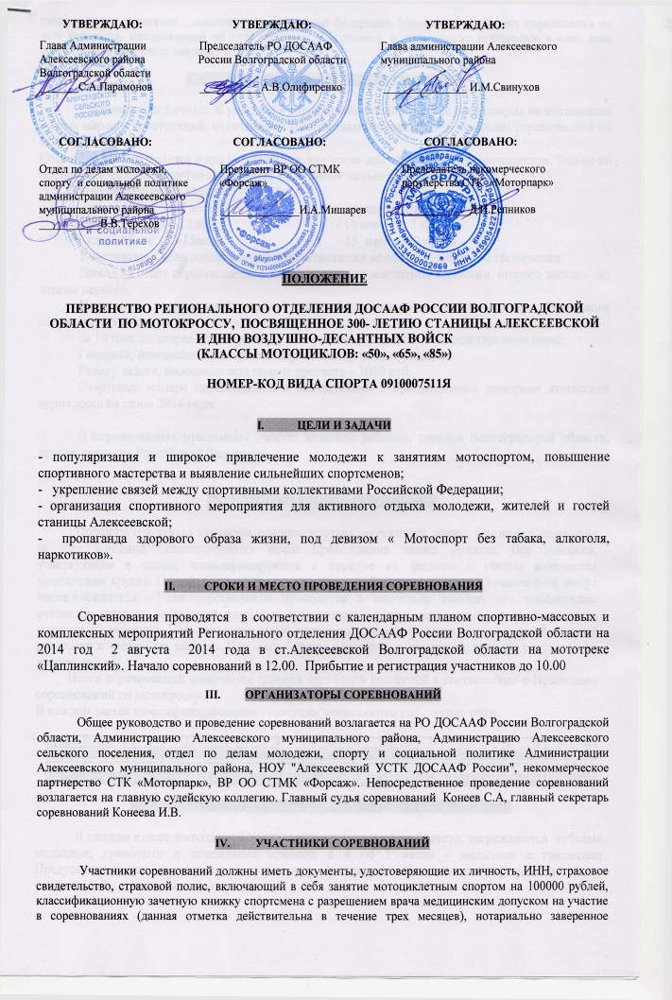 УТВЕРЖДАЮ: УТВЕРЖДАЮ: УТВЕРЖДАЮ:
Глава Администрации Председатель РО ДОСААФ Глава администрации Алексеевского
Алексеевского района России Волгоградской области муниципального района
Волгоградской области
С.А.Парамонов А.В.Олифиренко И.М.Свинухов
СОГЛАСОВАНО: СОГЛАСОВАНО: СОГЛАСОВАНО:
Отдел по делам молодежи, Президент ВР ОО СТМК Председатель некомерческого
спорту и социальной политике «Форсаж» партнерства СТК «Моторпарк»
администрации Алексеевского
муниципального района И.А.Мишарев Д.И.Репников
В.В.Терехов
ПОЛОЖЕНИЕ
ПЕРВЕНСТВО РЕГИОНАЛЬНОГО ОТДЕЛЕНИЯ ДОСААФ РОССИИ ВОЛГОГРАДСКОЙ
ОБЛАСТИ ПО МОТОКРОССУ, ПОСВЯЩЕННОЕ 300- ЛЕТИЮ СТАНИЦЫ АЛЕКСЕЕВСКОЙ
И ДНЮ ВОЗДУШНО-ДЕСАНТНЫХ ВОЙСК
(КЛАССЫ МОТОЦИКЛОВ: «50», «65», «85»)
НОМЕР-КОД ВИДА СПОРТА 0910007511Я
I. ЦЕЛИ И ЗАДАЧИ
- популяризация и широкое привлечение молодежи к занятиям мотоспортом, повышение
спортивного мастерства и выявление сильнейших спортсменов;
- укрепление связей между спортивными коллективами Российской Федерации;
- организация спортивного мероприятия для активного отдыха молодежи, жителей и гостей
станицы Алексеевской;
- пропаганда здорового образа жизни, под девизом « Мотоспорт без табака, алкоголя,
наркотиков».
II. СРОКИ И МЕСТО ПРОВЕДЕНИЯ СОРЕВНОВАНИЯ
Соревнования проводятся в соответствии с календарным планом спортивно-массовых и
комплексных мероприятий Регионального отделения ДОСААФ России Волгоградской области на
2014 год 2 августа 2014 года в ст.Алексеевской Волгоградской области на мототреке
«Цаплинский». Начало соревнований в 12.00. Прибытие и регистрация участников до 10.00
III. ОРГАНИЗАТОРЫ СОРЕВНОВАНИЙ
Общее руководство и проведение соревнований возлагается на РО ДОСААФ России Волгоградской
области, Администрацию Алексеевского муниципального района, Администрацию Алексеевского
сельского поселения, отдел по делам молодежи, спорту и социальной политике Администрации
Алексеевского муниципального района, НОУ "Алексеевский УСТК ДОСААФ России", некоммерческое
партнерство СТК «Моторпарк», ВР ОО СТМК «Форсаж». Непосредственное проведение соревнований
возлагается на главную судейскую коллегию. Главный судья соревнований Конеев С.А, главный секретарь
соревнований Конеева И.В.
IV. УЧАСТНИКИ СОРЕВНОВАНИЙ
Участники соревнований должны иметь документы, удостоверяющие их личность, ИНН, страховое
свидетельство, страховой полис, включающий в себя занятие мотоциклетным спортом на 100000 рублей,
классификационную зачетную книжку спортсмена с разрешением врача медицинским допуском на участие
в соревнованиях (данная отметка действительна в течение трех месяцев), нотариально заверенное